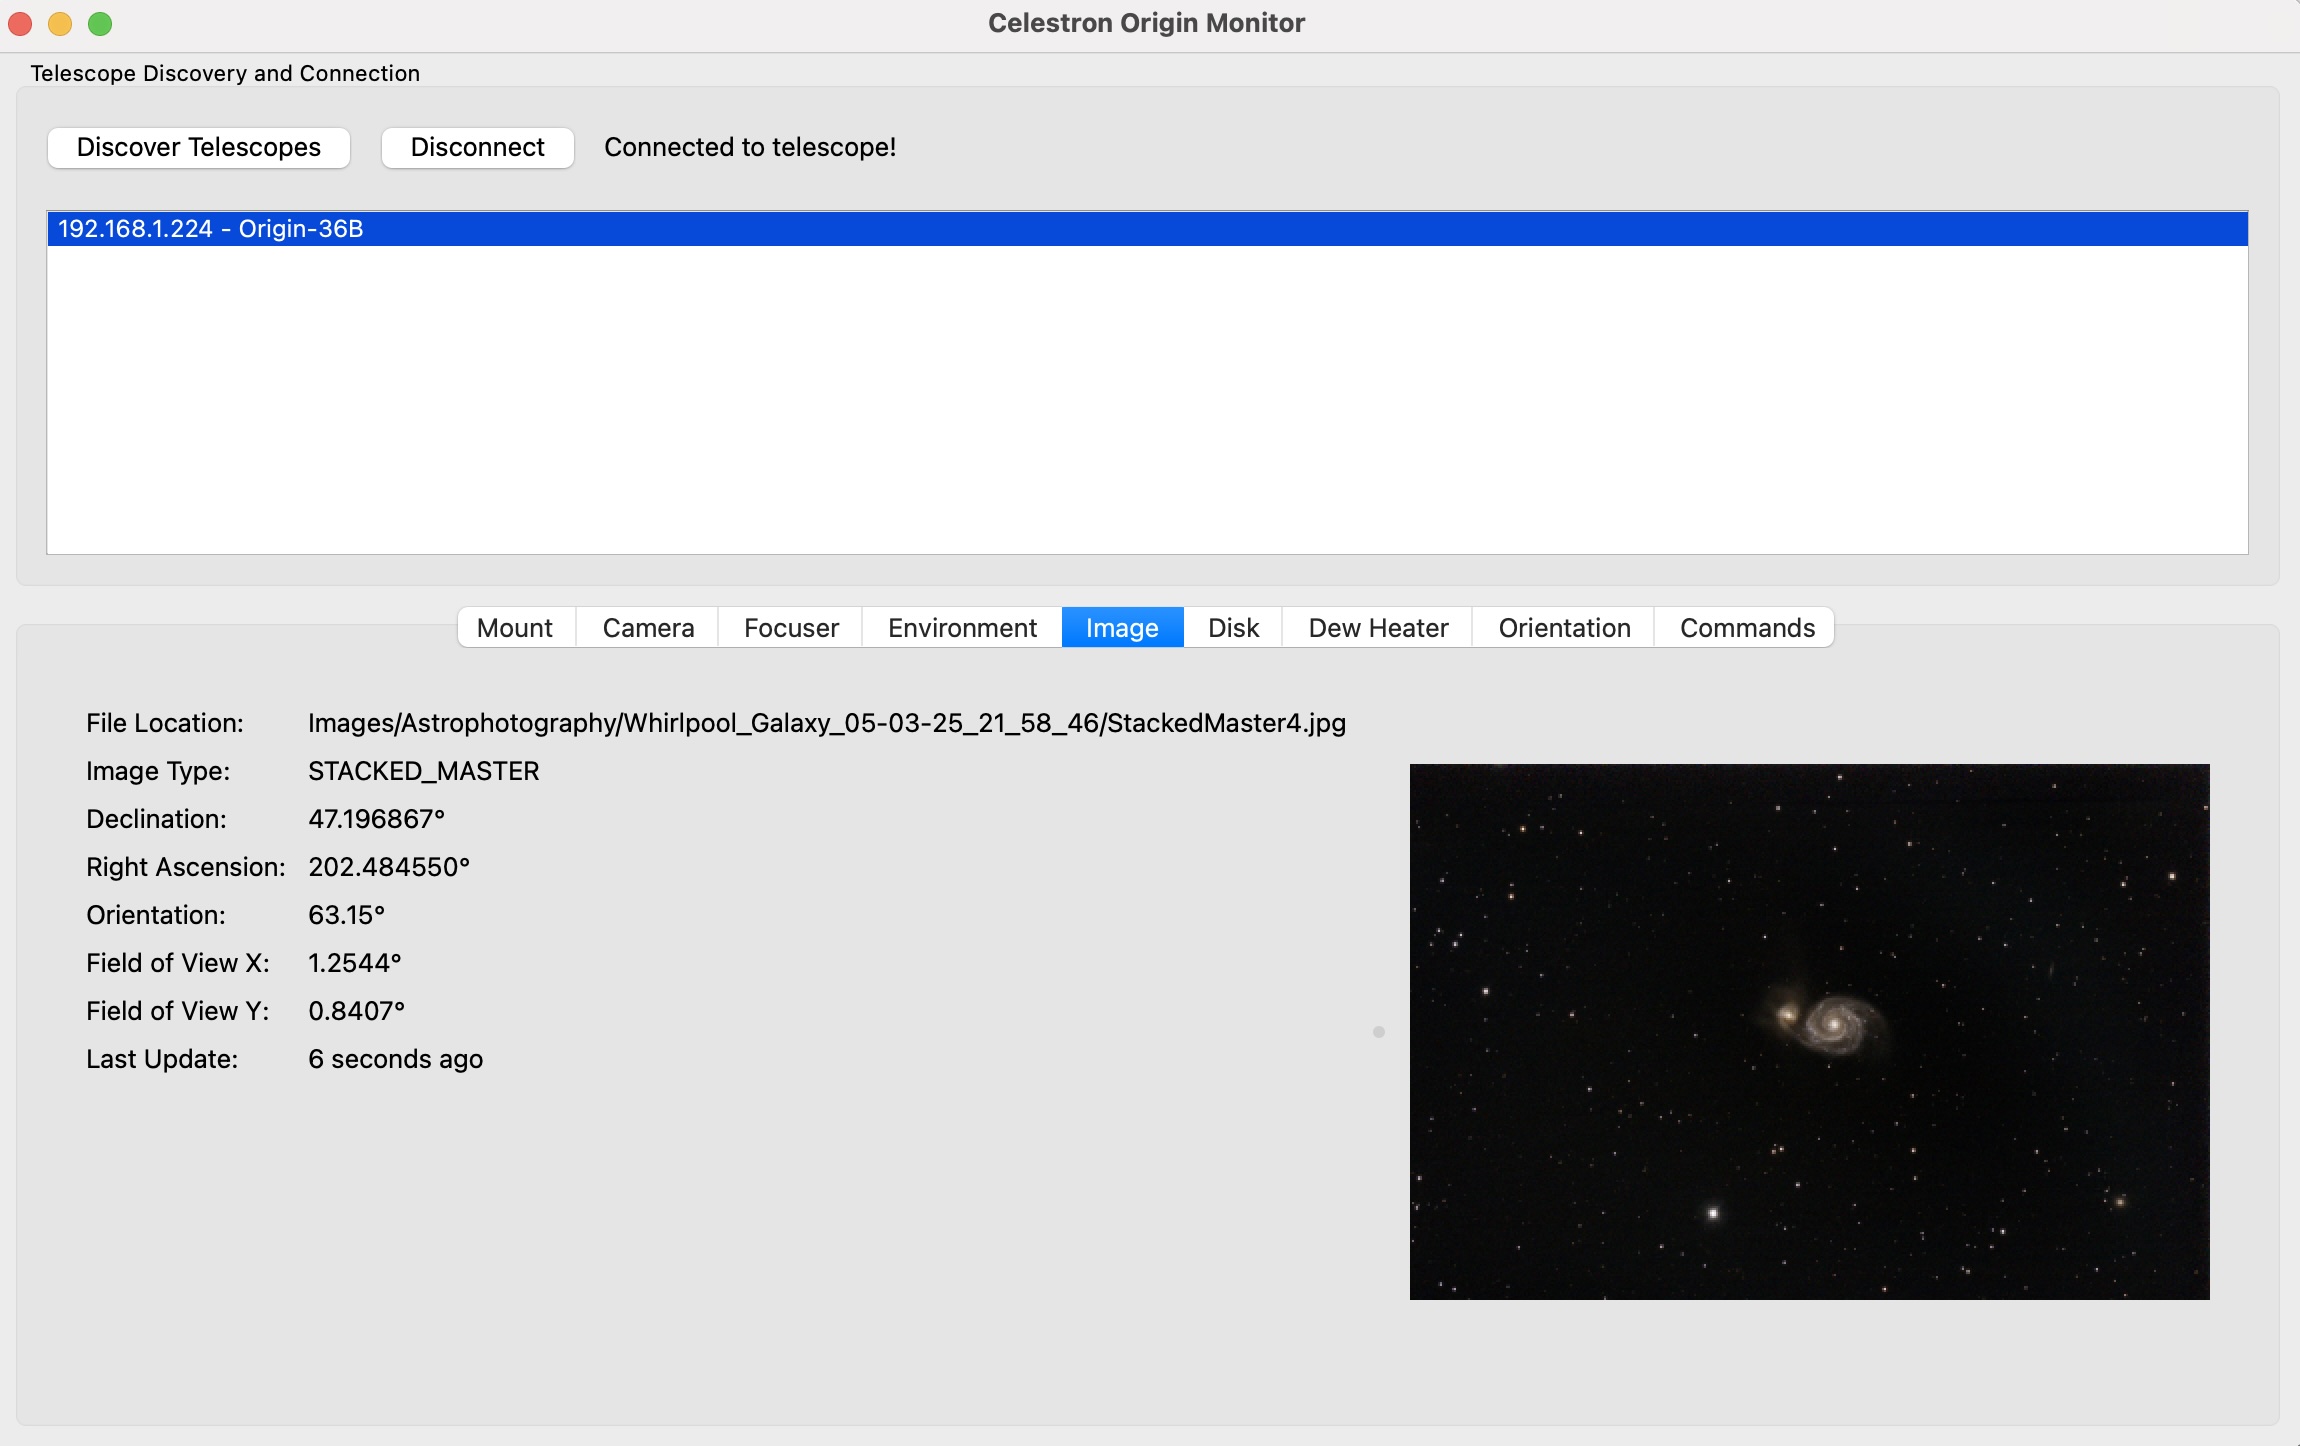 Celestron Origin Monitor
Telescope Discovery and Connection
Discover Telescopes Disconnect Connected to telescope!
192.168.1.224 - Origin-36B
Mount Camera Focuser Environment Image Disk Dew Heater Orientation Commands
File Location: Images/Astrophotography/Whirlpool_Galaxy_05-03-25_21_58_46/StackedMaster4.jpg
Image Type: STACKED_MASTER
Declination: 47.196867°
Right Ascension: 202.484550°
Orientation: 63.15°
Field of View X: 1.2544°
Field of View Y: 0.8407°
Last Update: 6 seconds ago